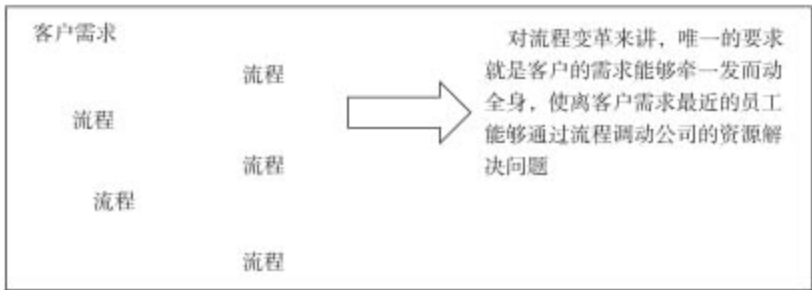 客户需求
流程
流程
流程
流程
流程
对流程变革来讲，唯一的要求
就是客户的需求能够牵一发而动
全身，使离客户需求最近的员工
能够通过流程调动公司的资源解
决问题